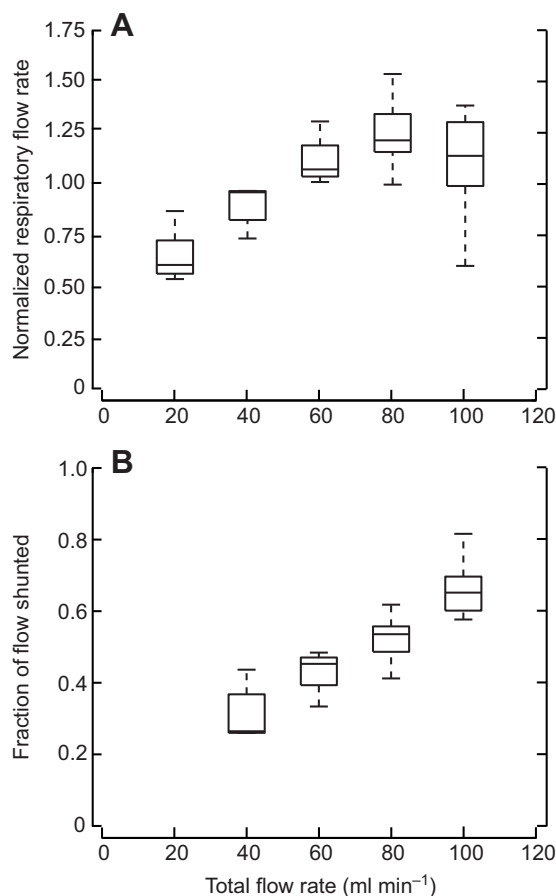 A
Normalized respiratory flow rate
1.75
1.50
1.25
1.00
0.75
0.50
0.25
0
0 20 40 60 80 100 120
B
Fraction of flow shunted
1.0
0.8
0.6
0.4
0.2
0
0 20 40 60 80 100 120
Total flow rate (ml min⁻¹)